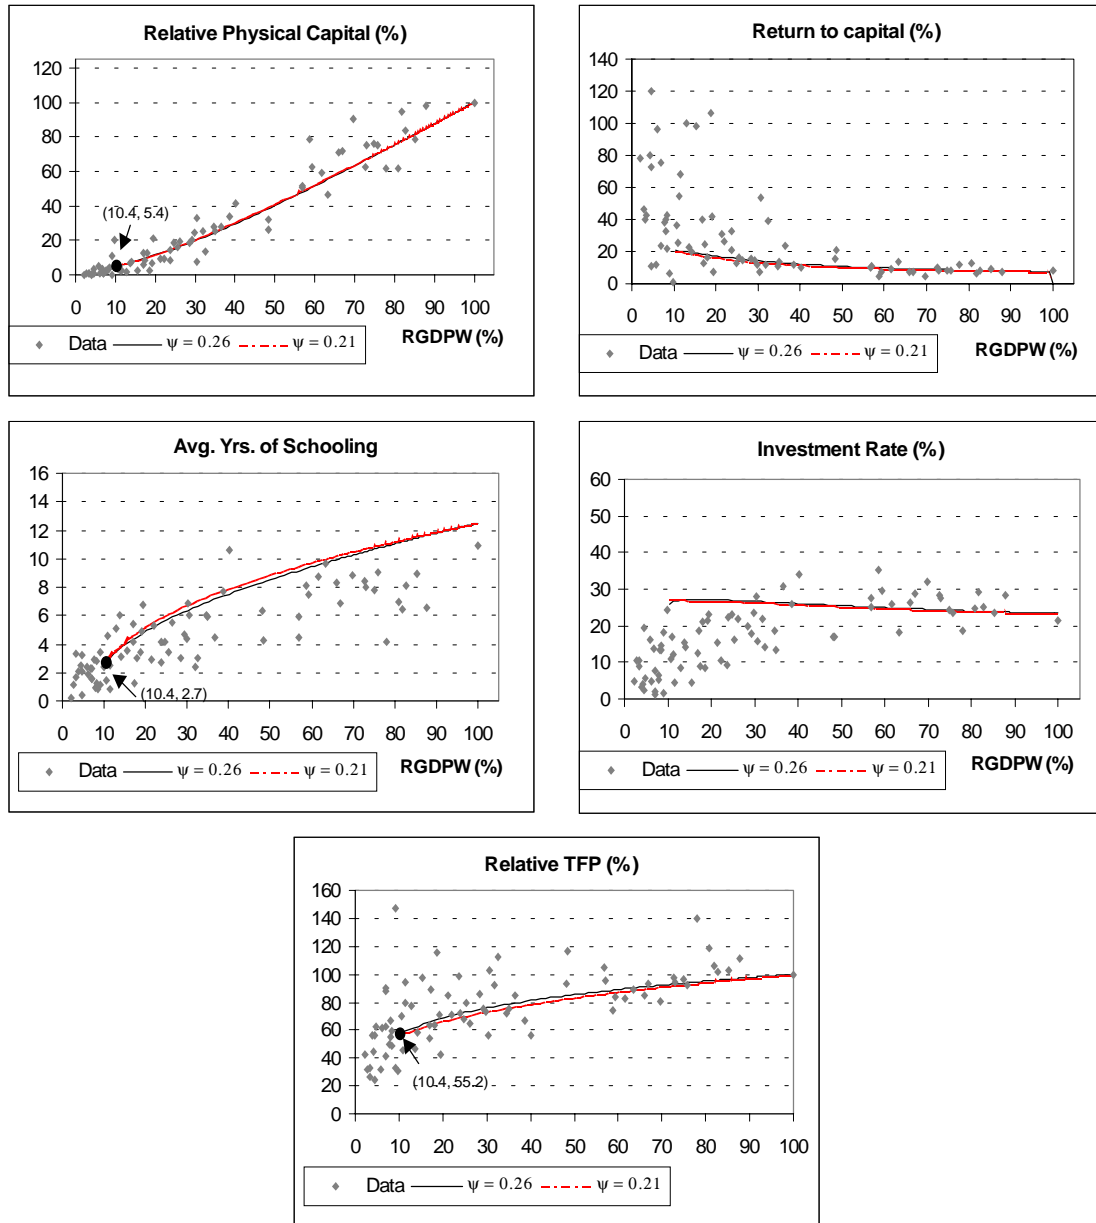 Relative Physical Capital (%)
120
100
80
60
40
20
0
(10.4, 5.4)
0 10 20 30 40 50 60 70 80 90 100
RGDPW (%)
Data ψ = 0.26 ψ = 0.21
Return to capital (%)
140
120
100
80
60
40
20
0
0 10 20 30 40 50 60 70 80 90 100
RGDPW (%)
Data ψ = 0.26 ψ = 0.21
Avg. Yrs. of Schooling
16
14
12
10
8
6
4
2
0
(10.4, 2.7)
0 10 20 30 40 50 60 70 80 90 100
RGDPW (%)
Data ψ = 0.26 ψ = 0.21
Investment Rate (%)
60
50
40
30
20
10
0
0 10 20 30 40 50 60 70 80 90 100
RGDPW (%)
Data ψ = 0.26 ψ = 0.21
Relative TFP (%)
160
140
120
100
80
60
40
20
0
(10.4, 55.2)
0 10 20 30 40 50 60 70 80 90 100
RGDPW (%)
Data ψ = 0.26 ψ = 0.21